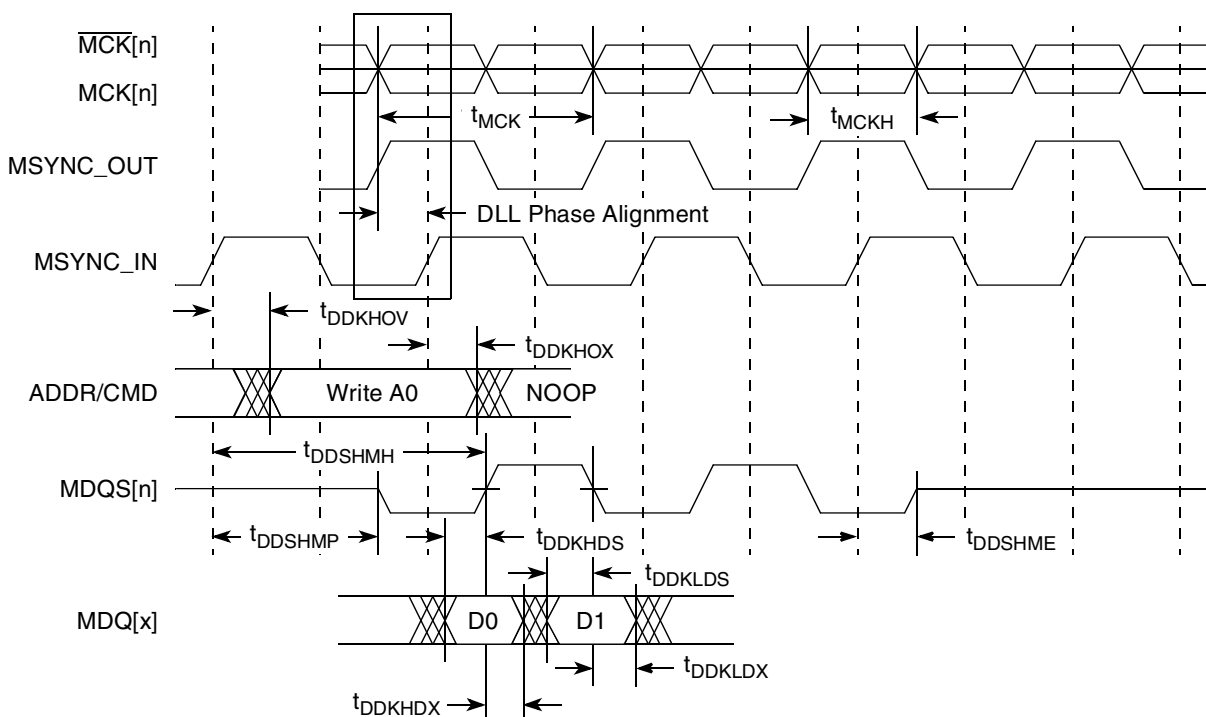 MCK[n]
MCK[n]
tMCK
tMCKH
MSYNC_OUT
DLL Phase Alignment
MSYNC_IN
tDDKHOV
tDDKHOX
ADDR/CMD
Write A0
NOOP
tDDSHMH
MDQS[n]
tDDSHMP
tDDKHDS
tDDSHME
tDDKLDS
MDQ[x]
D0
D1
tDDKLDX
tDDKHDX